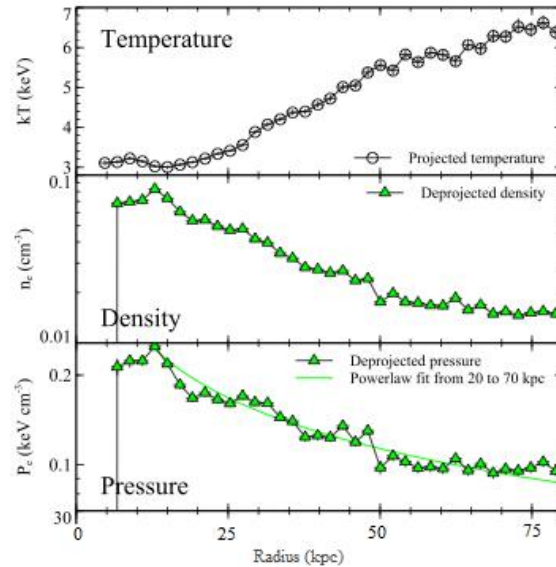 Temperature
7
6
5
4
3
kT (keV)
Projected temperature
0.1
Deprojected density
n_e (cm⁻³)
0.01
Density
Deprojected pressure
Powerlaw fit from 20 to 70 kpc
0.2
P_e (keV cm⁻³)
0.1
Pressure
30
0 25 50 75
Radius (kpc)